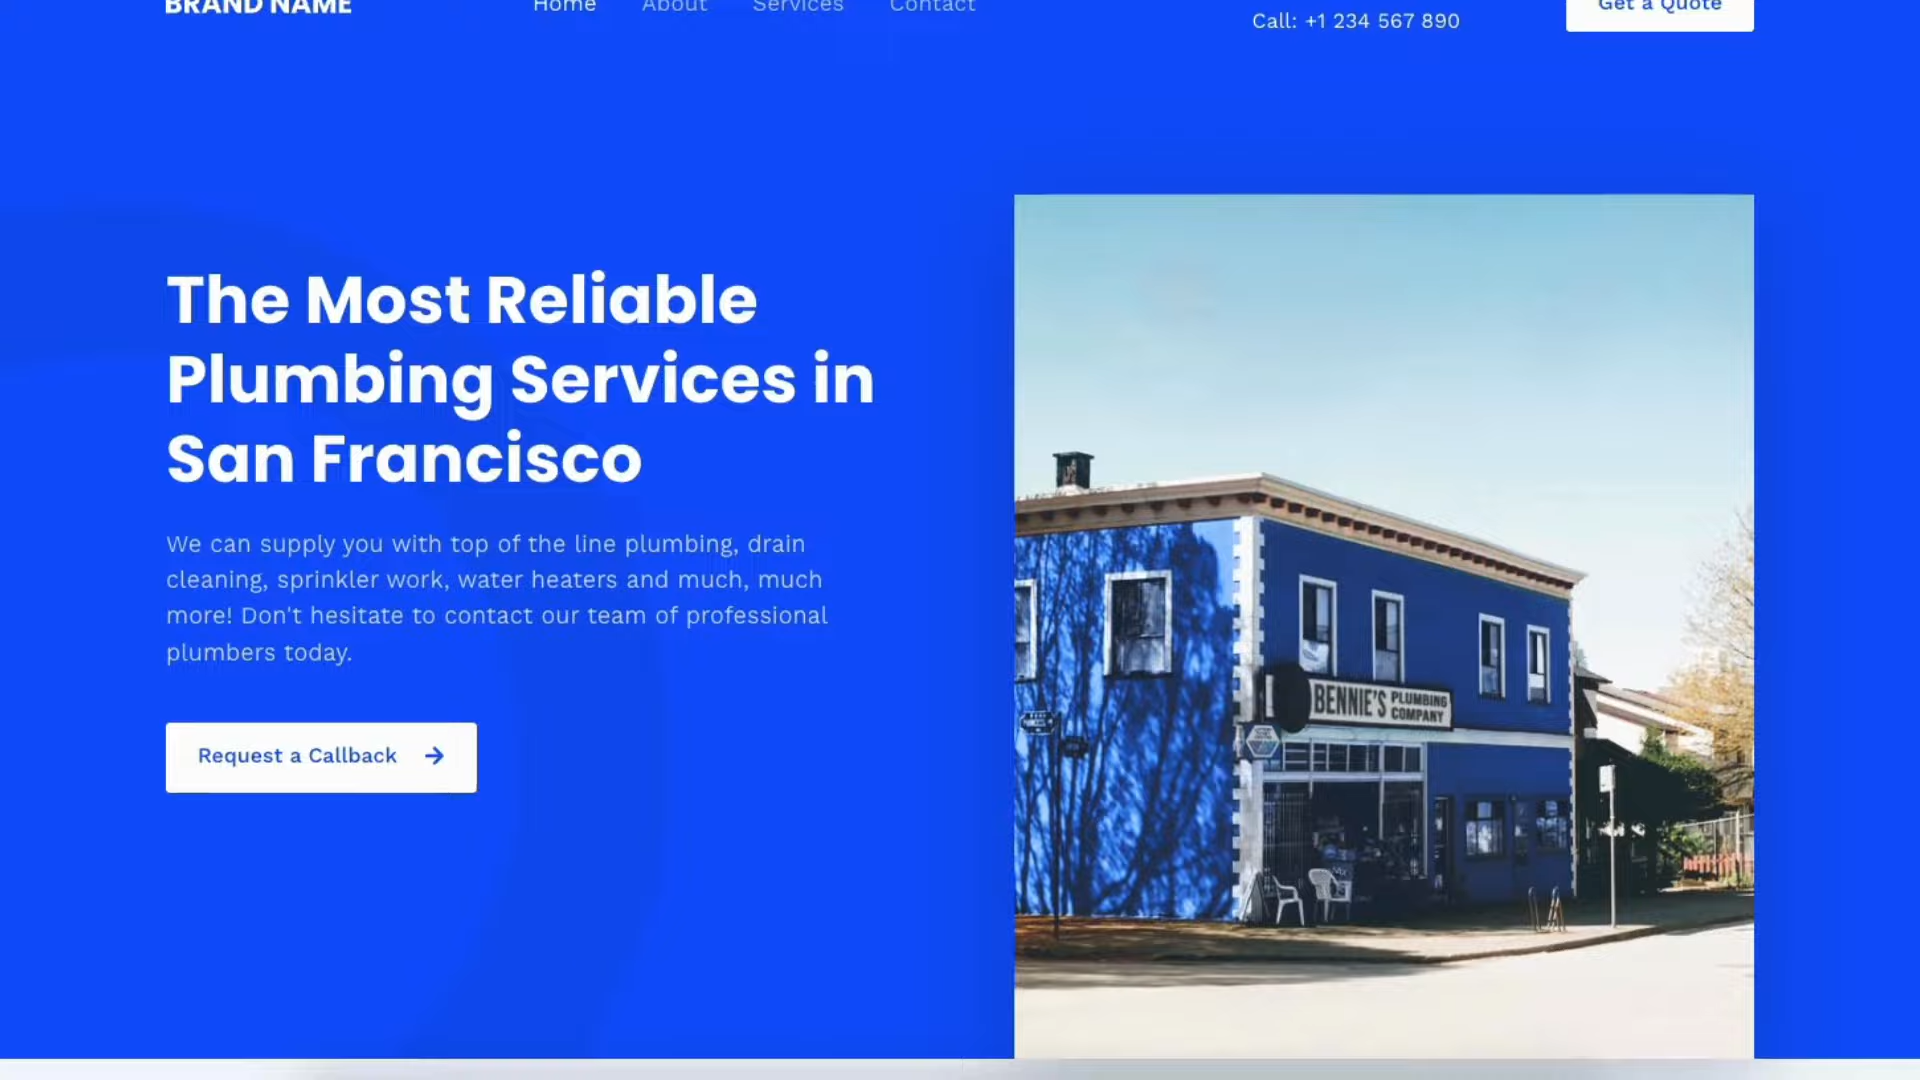 BRAND NAME
Home
About
Services
Contact
Call: +1 234 567 890
Get a Quote
The Most Reliable
Plumbing Services in
San Francisco
We can supply you with top of the line plumbing, drain
cleaning, sprinkler work, water heaters and much, much
more! Don't hesitate to contact our team of professional
plumbers today.
Request a Callback
BENNIE'S PLUMBING
COMPANY